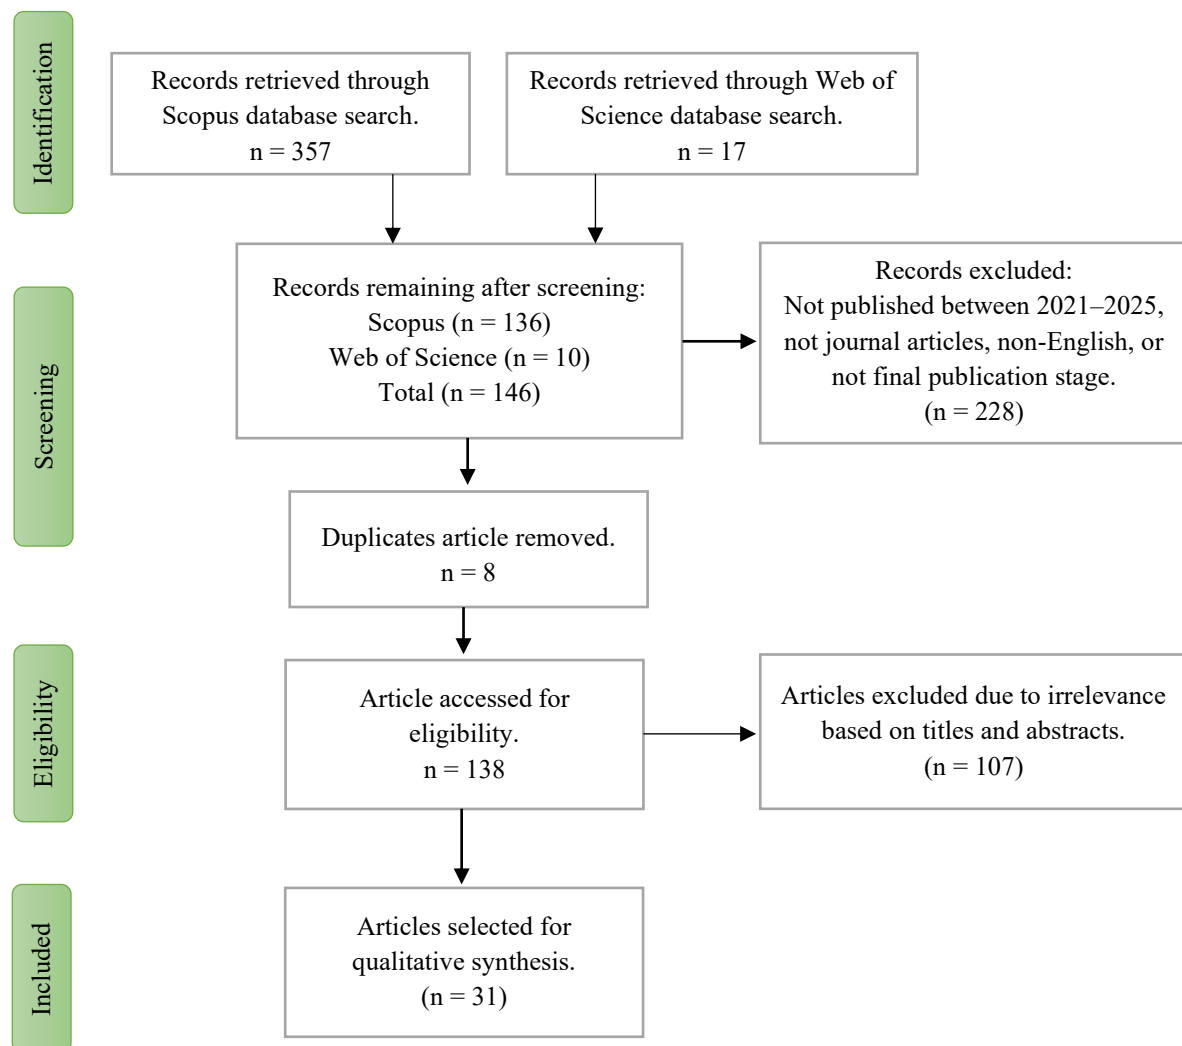 Identification
Records retrieved through
Scopus database search.
n = 357
Records retrieved through Web of
Science database search.
n = 17
Screening
Records remaining after screening:
Scopus (n = 136)
Web of Science (n = 10)
Total (n = 146)
Records excluded:
Not published between 2021–2025,
not journal articles, non-English, or
not final publication stage.
(n = 228)
Duplicates article removed.
n = 8
Eligibility
Article accessed for
eligibility.
n = 138
Articles excluded due to irrelevance
based on titles and abstracts.
(n = 107)
Included
Articles selected for
qualitative synthesis.
(n = 31)